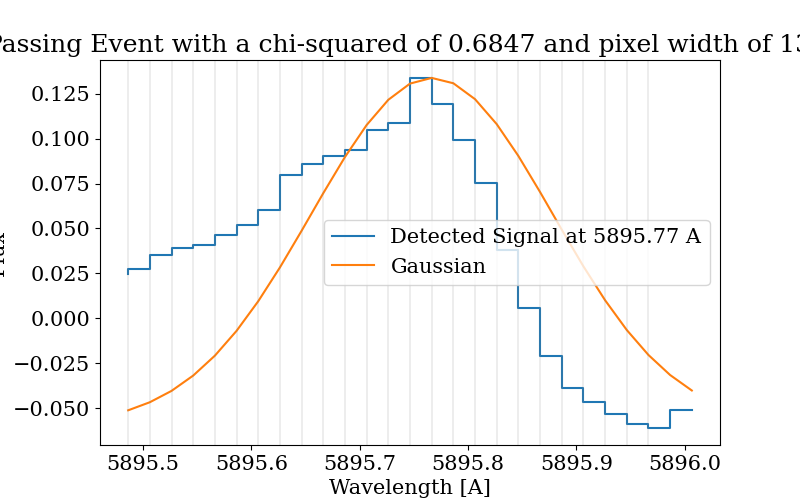 Passing Event with a chi-squared of 0.6847 and pixel width of 13
0.125
0.100
0.075
0.050
0.025
0.000
−0.025
−0.050
Detected Signal at 5895.77 A
Gaussian
5895.5 5895.6 5895.7 5895.8 5895.9 5896.0
Wavelength [A]